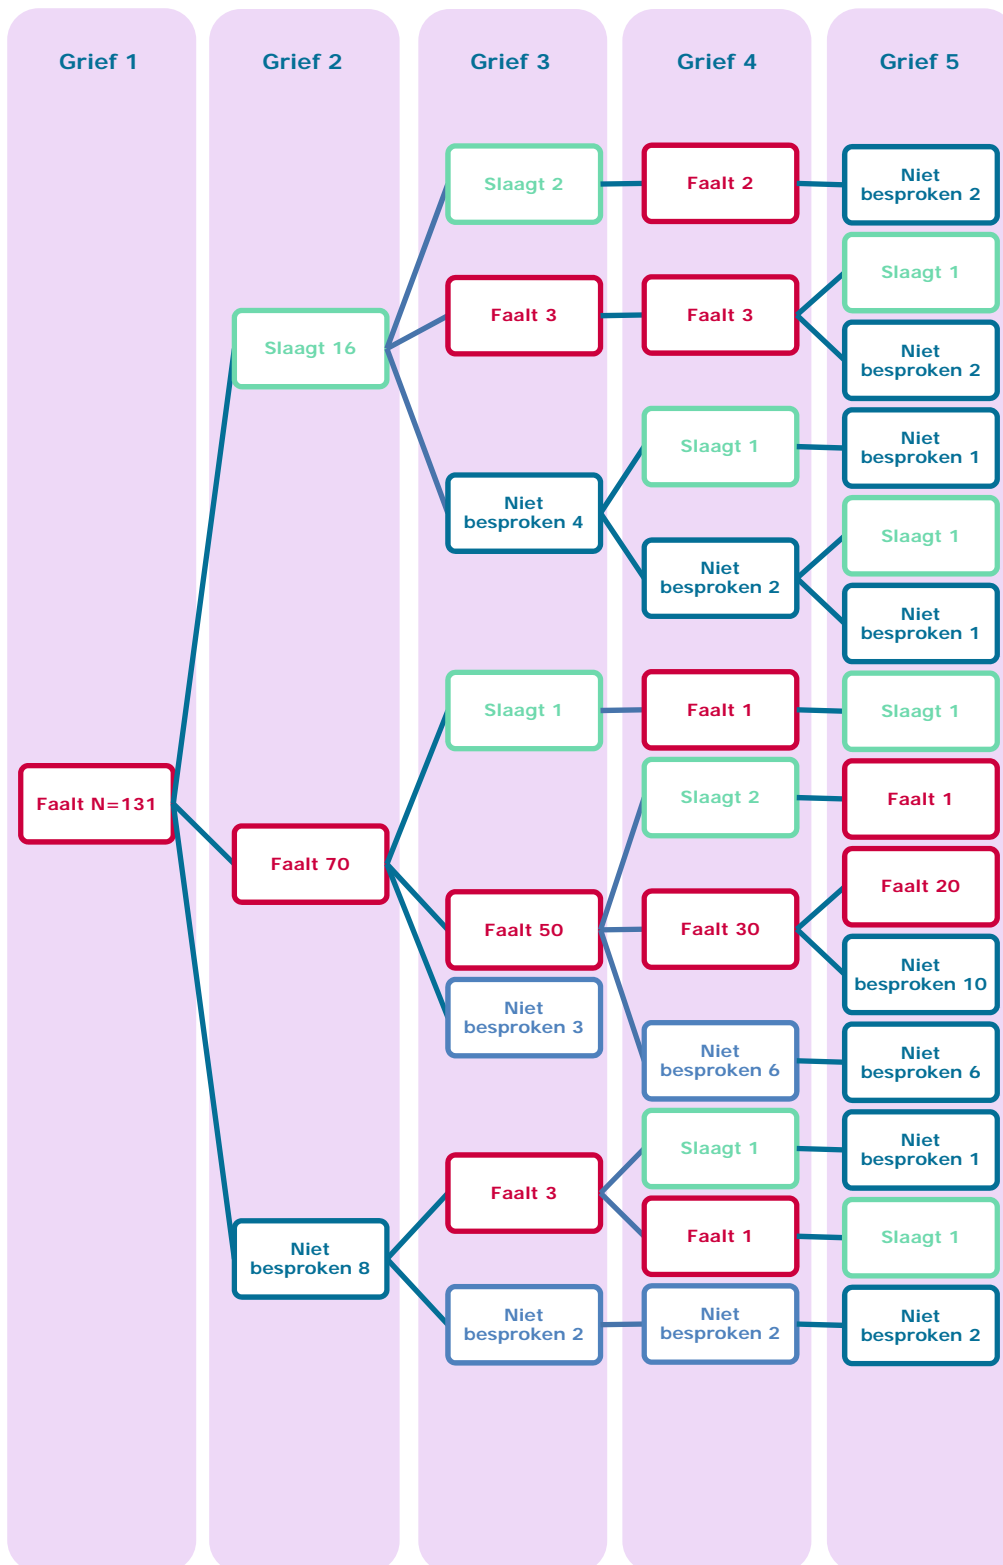 Grief 1
Grief 2
Grief 3
Grief 4
Grief 5
Faalt N=131
Slaagt 16
Faalt 70
Niet
besproken 8
Slaagt 2
Faalt 3
Niet
besproken 4
Slaagt 1
Faalt 50
Niet
besproken 3
Faalt 3
Niet
besproken 2
Faalt 2
Faalt 3
Slaagt 1
Niet
besproken 2
Faalt 1
Slaagt 2
Faalt 30
Niet
besproken 6
Slaagt 1
Faalt 1
Niet
besproken 2
Niet
besproken 2
Slaagt 1
Niet
besproken 2
Niet
besproken 1
Slaagt 1
Niet
besproken 1
Slaagt 1
Faalt 1
Faalt 20
Niet
besproken 10
Niet
besproken 6
Niet
besproken 1
Slaagt 1
Niet
besproken 2